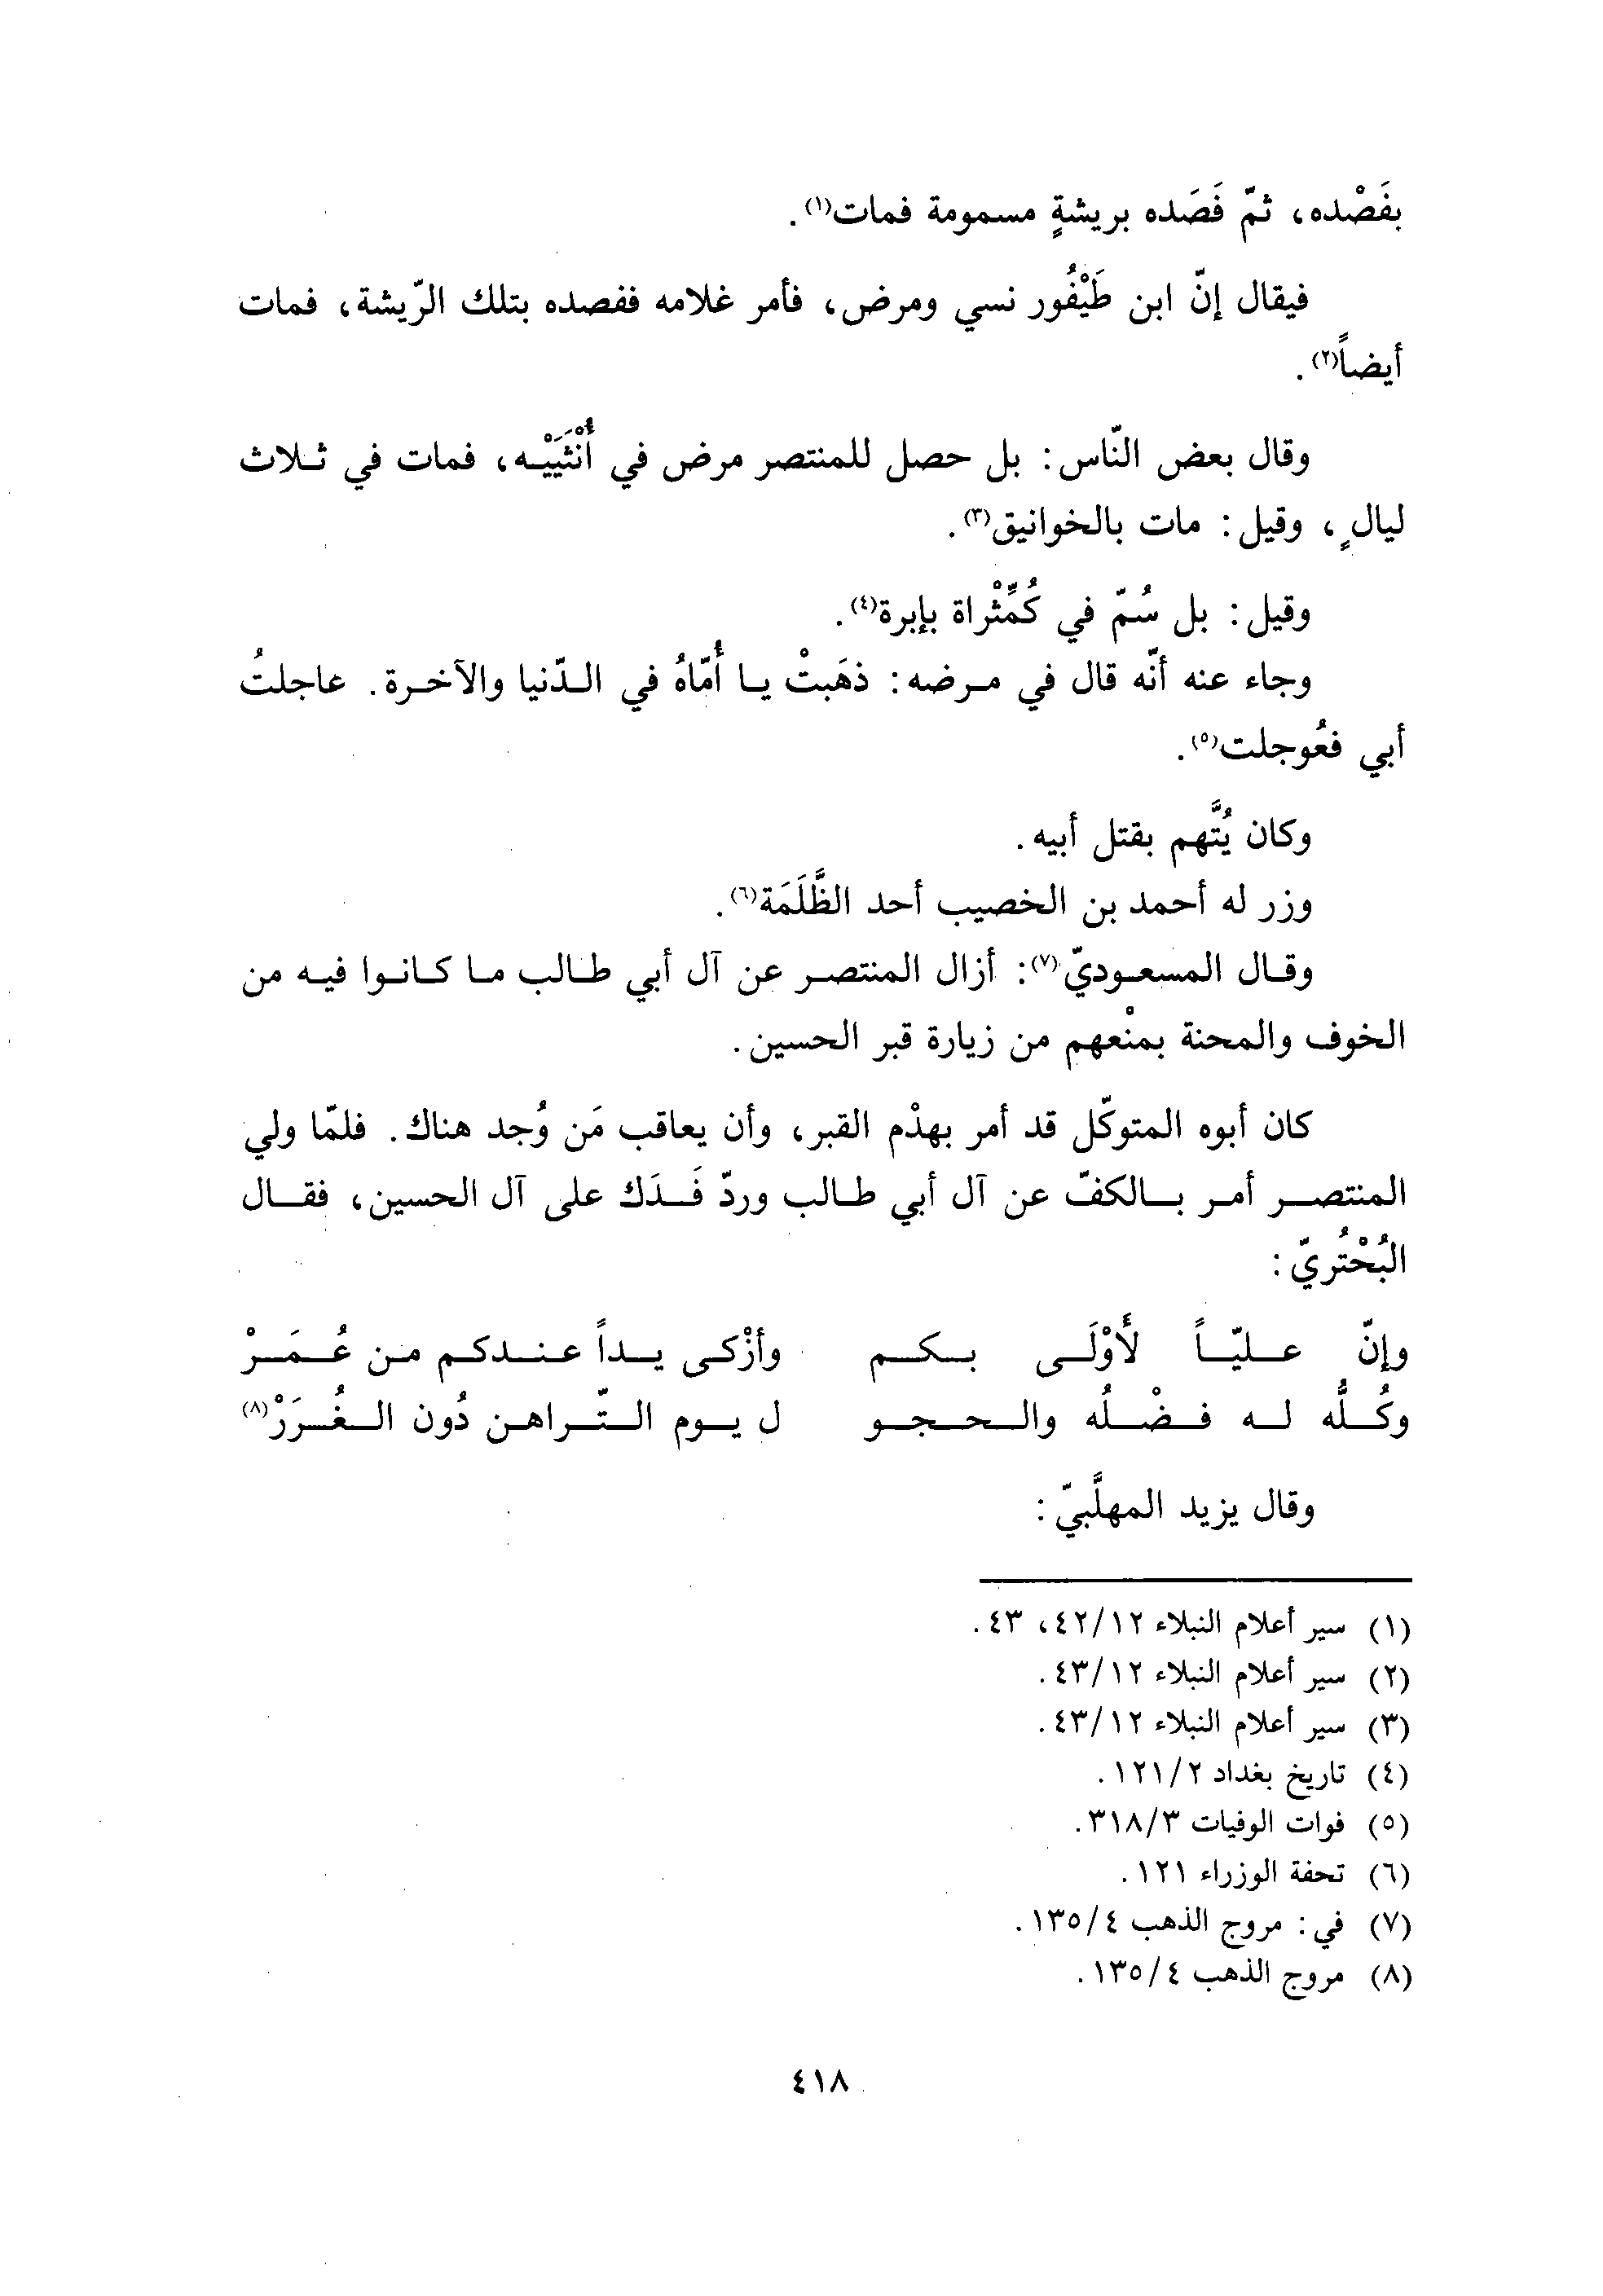 بفَصْده، ثمّ فَصَده بريشةٍ مسمومة فمات(١).
فيقال إنّ ابن طَيْفُور نسي ومرض، فأمر غلامه ففصده بتلك الرّيشة، فمات
أيضاً(٢).
وقال بعض النّاس: بل حصل للمنتصر مرض في أُنْثَيَيْه، فمات في ثلاث
ليالٍ، وقيل: مات بالخوانيق(٣).
وقيل: بل سُمّ في كُمِّثْراة بإبرة(٤).
وجاء عنه أنّه قال في مرضه: ذهَبتْ يا أُمّاهُ في الدّنيا والآخرة. عاجلتُ
أبي فعُوجلت(٥).
وكان يُتَّهم بقتل أبيه.
وزر له أحمد بن الخصيب أحد الظَّلَمَة(٦).
وقال المسعوديّ(٧): أزال المنتصر عن آل أبي طالب ما كانوا فيه من
الخوف والمحنة بمنْعهم من زيارة قبر الحسين.
كان أبوه المتوكّل قد أمر بهدْم القبر، وأن يعاقب مَن وُجد هناك. فلمّا ولي
المنتصر أمر بالكفّ عن آل أبي طالب وردّ فَدَك على آل الحسين، فقال
البُحْتُريّ:
وإنّ عليّاً لأَوْلَى بكم وأزْكى يداً عندكم من عُمَرْ
وكُلُّه له فضْلُه والحجو ل يوم التّراهن دُون الغُرَرْ(٨)
وقال يزيد المهلَّبيّ:
(١) سير أعلام النبلاء ٤٢/١٢، ٤٣.
(٢) سير أعلام النبلاء ٤٣/١٢.
(٣) سير أعلام النبلاء ٤٣/١٢.
(٤) تاريخ بغداد ١٢١/٢.
(٥) فوات الوفيات ٣١٨/٣.
(٦) تحفة الوزراء ١٢١.
(٧) في: مروج الذهب ١٣٥/٤.
(٨) مروج الذهب ١٣٥/٤.
٤١٨